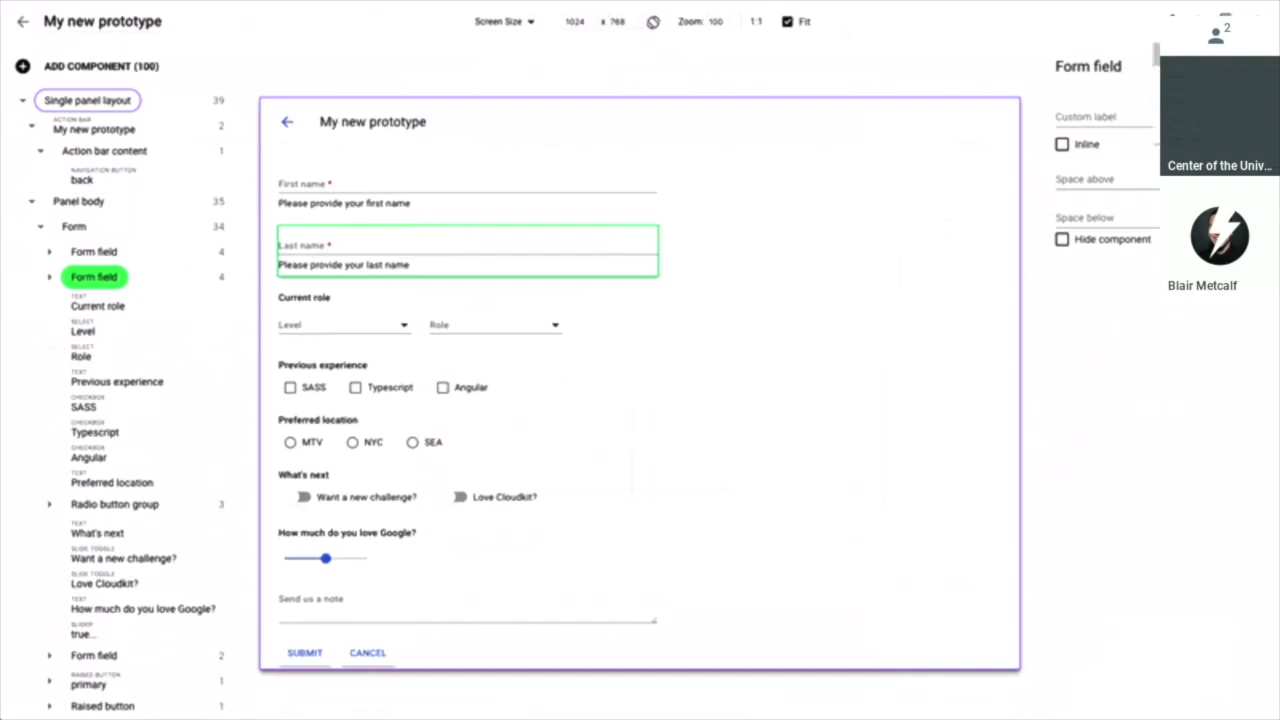 My new prototype
Screen Size
1024 x 768
Zoom: 100
1:1
Fit
2
ADD COMPONENT (100)
Single panel layout 39
ACTION BAR
My new prototype 2
Action bar content 1
NAVIGATION BUTTON
back
Panel body 35
Form 34
Form field 4
Form field 4
TEXT
Current role
SELECT
Level
SELECT
Role
TEXT
Previous experience
CHECKBOX
SASS
CHECKBOX
Typescript
CHECKBOX
Angular
TEXT
Preferred location
Radio button group 3
TEXT
What's next
SLIDE TOGGLE
Want a new challenge?
SLIDE TOGGLE
Love Cloudkit?
TEXT
How much do you love Google?
SLIDER
true...
Form field 2
RAISED BUTTON
primary 1
Raised button 1
My new prototype
First name *
Please provide your first name
Last name *
Please provide your last name
Current role
Level Role
Previous experience
SASS Typescript Angular
Preferred location
MTV NYC SEA
What's next
Want a new challenge? Love Cloudkit?
How much do you love Google?
Send us a note
SUBMIT CANCEL
Form field
Custom label
Inline
Space above
Space below
Hide component
Center of the Univ...
Blair Metcalf